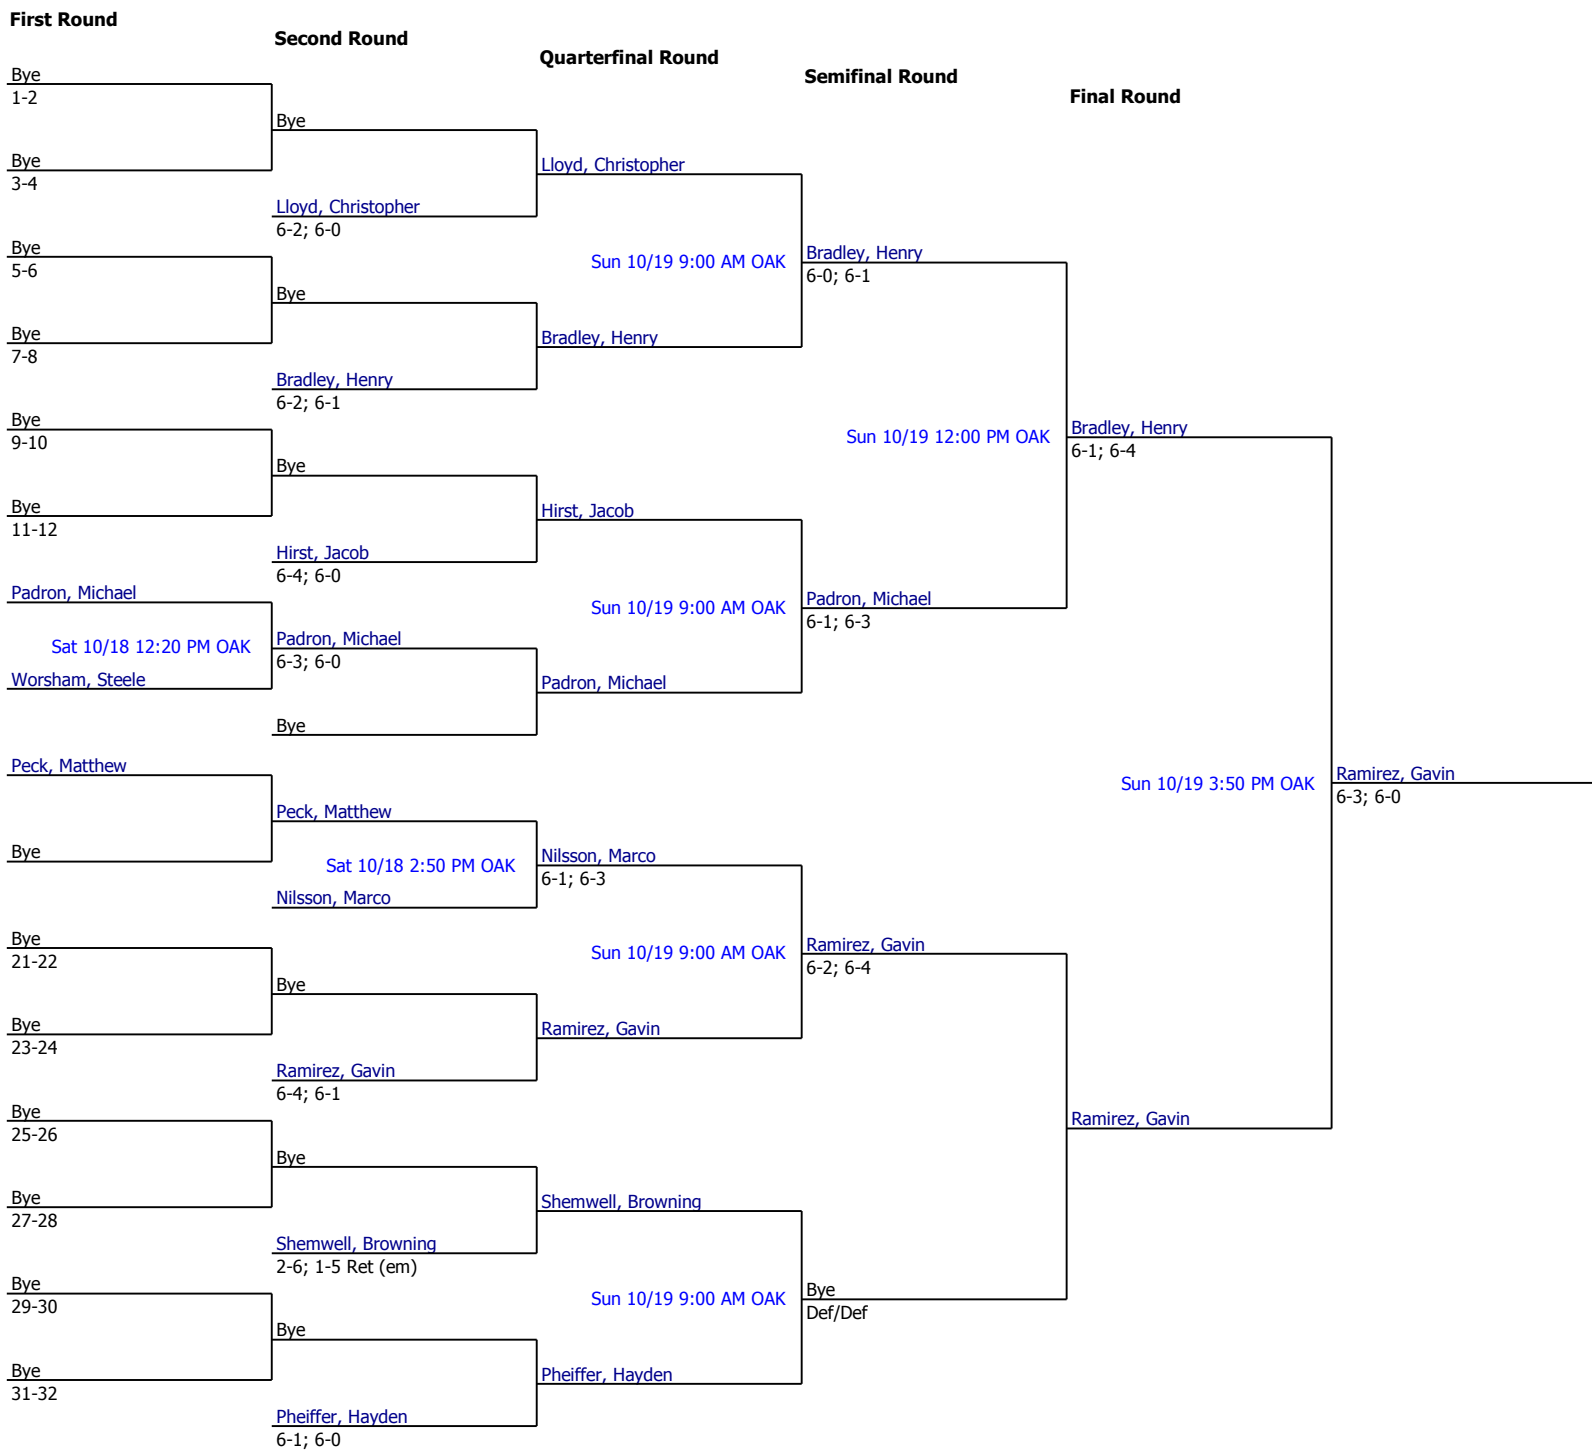 First Round
Second Round
Quarterfinal Round
Semifinal Round
Final Round
Bye
1-2
Bye
Bye
3-4
Lloyd, Christopher
Lloyd, Christopher
6-2; 6-0
Bye
5-6
Sun 10/19 9:00 AM OAK
Bradley, Henry
6-0; 6-1
Bye
Bye
7-8
Bradley, Henry
Bradley, Henry
6-2; 6-1
Bye
9-10
Sun 10/19 12:00 PM OAK
Bradley, Henry
6-1; 6-4
Bye
Bye
11-12
Hirst, Jacob
Hirst, Jacob
6-4; 6-0
Padron, Michael
Sun 10/19 9:00 AM OAK
Padron, Michael
6-1; 6-3
Sat 10/18 12:20 PM OAK
Padron, Michael
6-3; 6-0
Worsham, Steele
Padron, Michael
Bye
Peck, Matthew
Sun 10/19 3:50 PM OAK
Ramirez, Gavin
6-3; 6-0
Peck, Matthew
Bye
Sat 10/18 2:50 PM OAK
Nilsson, Marco
6-1; 6-3
Nilsson, Marco
Bye
21-22
Sun 10/19 9:00 AM OAK
Ramirez, Gavin
6-2; 6-4
Bye
Bye
23-24
Ramirez, Gavin
Ramirez, Gavin
6-4; 6-1
Bye
25-26
Ramirez, Gavin
Bye
Bye
27-28
Shemwell, Browning
Shemwell, Browning
2-6; 1-5 Ret (em)
Bye
29-30
Sun 10/19 9:00 AM OAK
Bye
Def/Def
Bye
Bye
31-32
Pheiffer, Hayden
Pheiffer, Hayden
6-1; 6-0